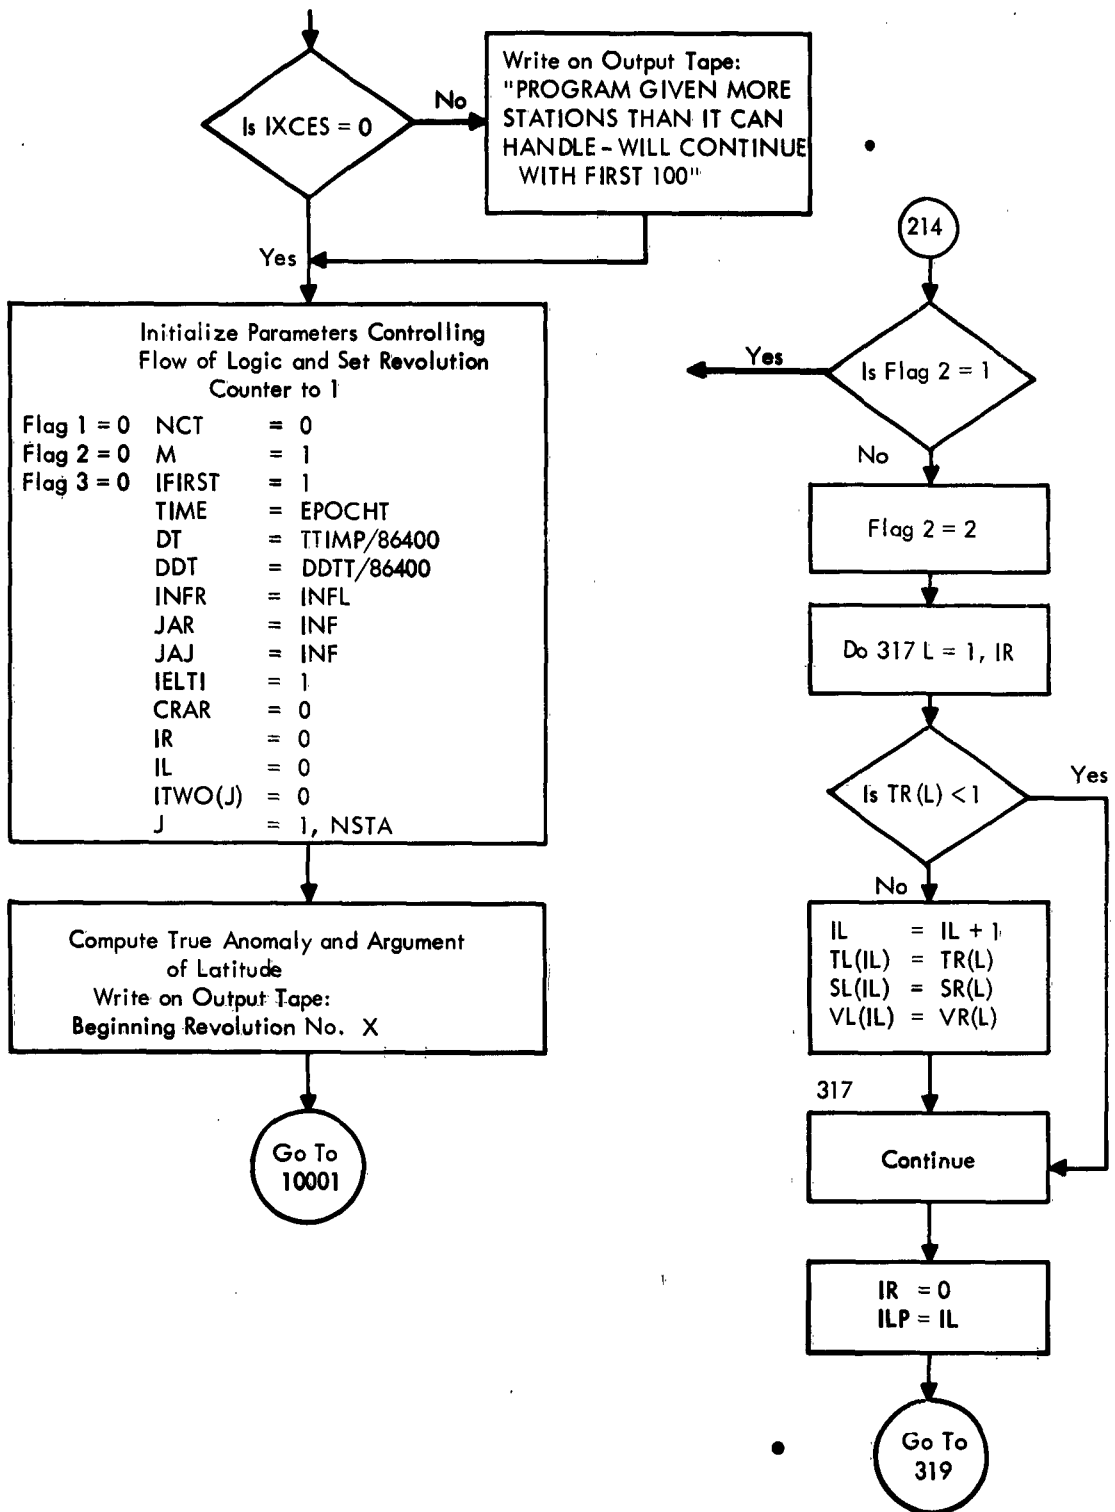 Is IXCES = 0
No
Write on Output Tape:
"PROGRAM GIVEN MORE
STATIONS THAN IT CAN
HANDLE - WILL CONTINUE
WITH FIRST 100"
Yes
Initialize Parameters Controlling
Flow of Logic and Set Revolution
Counter to 1
Flag 1 = 0 NCT = 0
Flag 2 = 0 M = 1
Flag 3 = 0 IFIRST = 1
TIME = EPOCHT
DT = TTIMP/86400
DDT = DDTT/86400
INFR = INFL
JAR = INF
JAJ = INF
IELTI = 1
CRAR = 0
IR = 0
IL = 0
ITWO(J) = 0
J = 1, NSTA
Compute True Anomaly and Argument
of Latitude
Write on Output Tape:
Beginning Revolution No. X
Go To
10001
214
Is Flag 2 = 1
Yes
No
Flag 2 = 2
Do 317 L = 1, IR
Is TR(L) < 1
Yes
No
IL = IL + 1
TL(IL) = TR(L)
SL(IL) = SR(L)
VL(IL) = VR(L)
317
Continue
IR = 0
ILP = IL
Go To
319